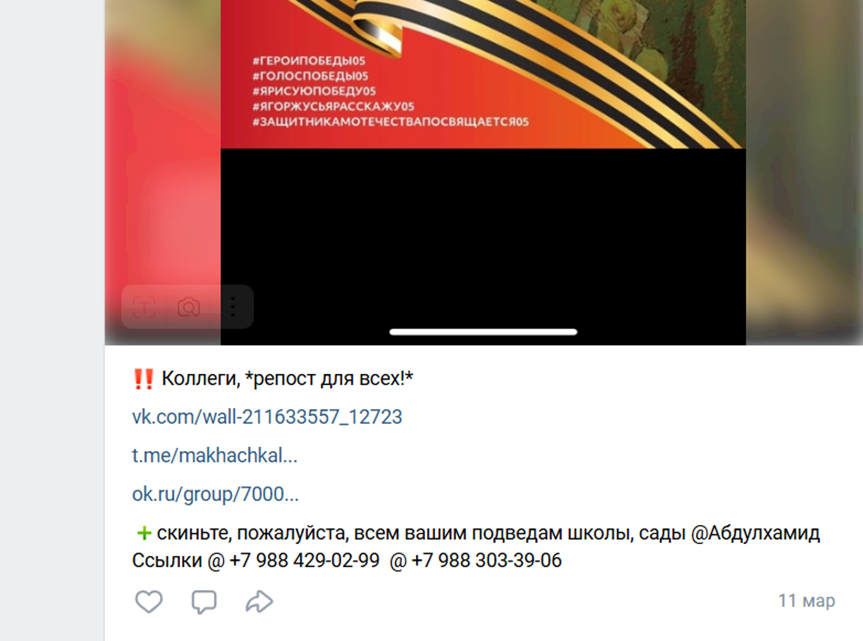 #ГЕРОИПОБЕДЫ05
#ГОЛОСПОБЕДЫ05
#ЯРИСУЮПОБЕДУ05
#ЯГОРЖУСЬЯРАССКАЖУ05
#ЗАЩИТНИКАМОТЕЧЕСТВАПОСВЯЩАЕТСЯ05
‼️ Коллеги, *репост для всех!*
vk.com/wall-211633557_12723
t.me/makhachkal...
ok.ru/group/7000...
➕скиньте, пожалуйста, всем вашим подведам школы, сады @Абдулхамид
Ссылки @ +7 988 429-02-99 @ +7 988 303-39-06
11 мар